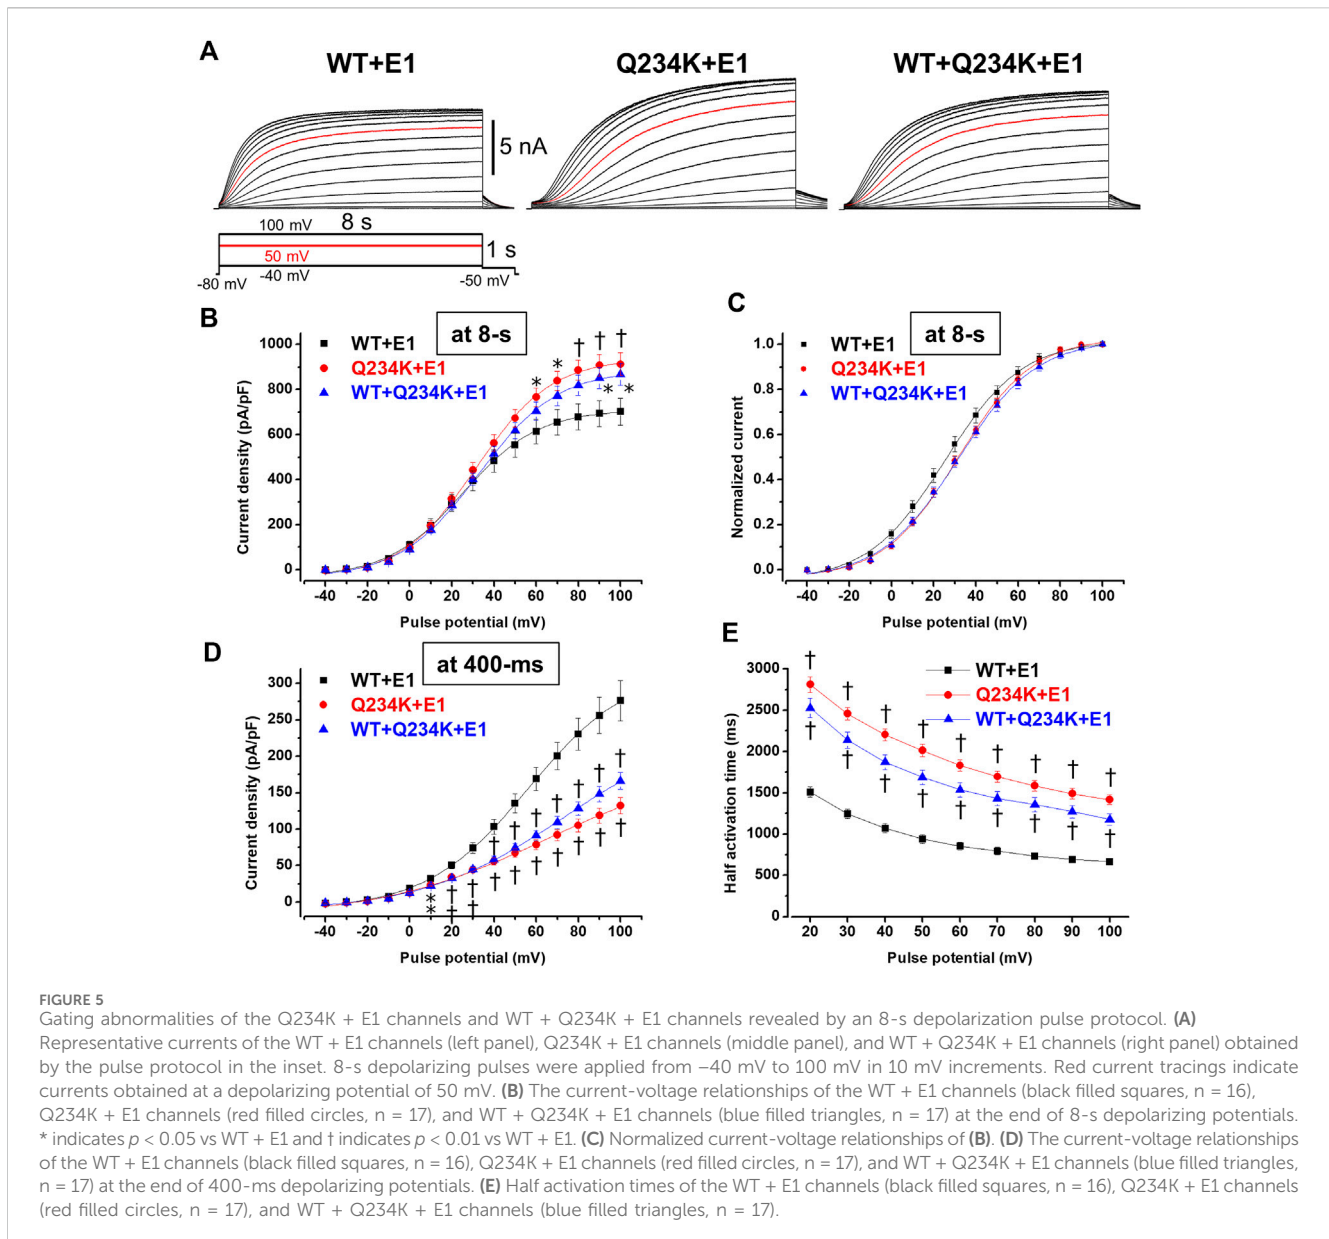 A
WT+E1
Q234K+E1
WT+Q234K+E1
5 nA
100 mV
8 s
50 mV
1 s
-40 mV
-80 mV
-50 mV
B
at 8-s
WT+E1
Q234K+E1
WT+Q234K+E1
† † †
* *
* *
Current density (pA/pF)
1000
800
600
400
200
0
-40 -20 0 20 40 60 80 100
Pulse potential (mV)
C
at 8-s
WT+E1
Q234K+E1
WT+Q234K+E1
Normalized current
1.0
0.8
0.6
0.4
0.2
0.0
-40 -20 0 20 40 60 80 100
Pulse potential (mV)
D
at 400-ms
WT+E1
Q234K+E1
WT+Q234K+E1
† † † † † † †
† † † † † † †
* † †
* † †
Current density (pA/pF)
300
250
200
150
100
50
0
-40 -20 0 20 40 60 80 100
Pulse potential (mV)
E
WT+E1
Q234K+E1
WT+Q234K+E1
† † † † † † † † †
† † † † † † † † †
Half activation time (ms)
3000
2500
2000
1500
1000
500
0
20 30 40 50 60 70 80 90 100
Pulse potential (mV)
FIGURE 5
Gating abnormalities of the Q234K + E1 channels and WT + Q234K + E1 channels revealed by an 8-s depolarization pulse protocol. (A)
Representative currents of the WT + E1 channels (left panel), Q234K + E1 channels (middle panel), and WT + Q234K + E1 channels (right panel) obtained
by the pulse protocol in the inset. 8-s depolarizing pulses were applied from −40 mV to 100 mV in 10 mV increments. Red current tracings indicate
currents obtained at a depolarizing potential of 50 mV. (B) The current-voltage relationships of the WT + E1 channels (black filled squares, n = 16),
Q234K + E1 channels (red filled circles, n = 17), and WT + Q234K + E1 channels (blue filled triangles, n = 17) at the end of 8-s depolarizing potentials.
* indicates p < 0.05 vs WT + E1 and † indicates p < 0.01 vs WT + E1. (C) Normalized current-voltage relationships of (B). (D) The current-voltage relationships
of the WT + E1 channels (black filled squares, n = 16), Q234K + E1 channels (red filled circles, n = 17), and WT + Q234K + E1 channels (blue filled triangles,
n = 17) at the end of 400-ms depolarizing potentials. (E) Half activation times of the WT + E1 channels (black filled squares, n = 16), Q234K + E1 channels
(red filled circles, n = 17), and WT + Q234K + E1 channels (blue filled triangles, n = 17).